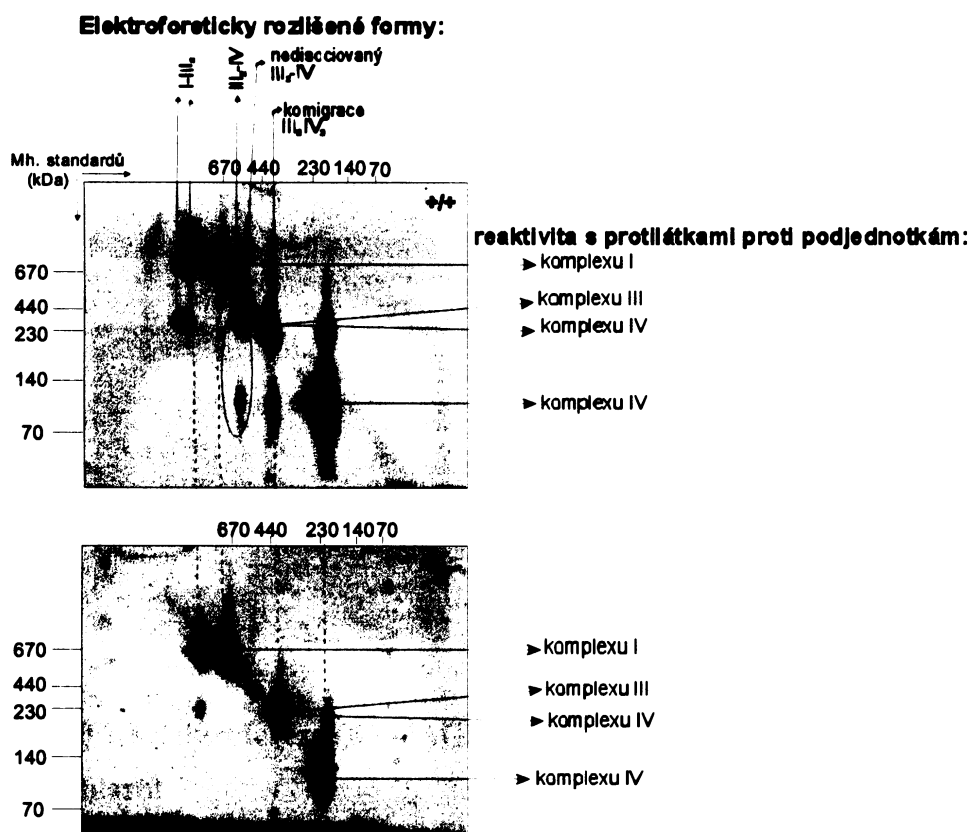 Elektroforeticky rozlišené formy:
I-III₂
III₂-IV
nedisociovaný
III₂-IV
komigrace
III₂IV₂
Mh. standardů
(kDa)
670 440 230 140 70
+/+
reaktivita s protilátkami proti podjednotkám:
670
komplexu I
440
komplexu III
230
komplexu IV
140
komplexu IV
70
670 440 230 140 70
670
komplexu I
440
komplexu III
230
komplexu IV
140
komplexu IV
70